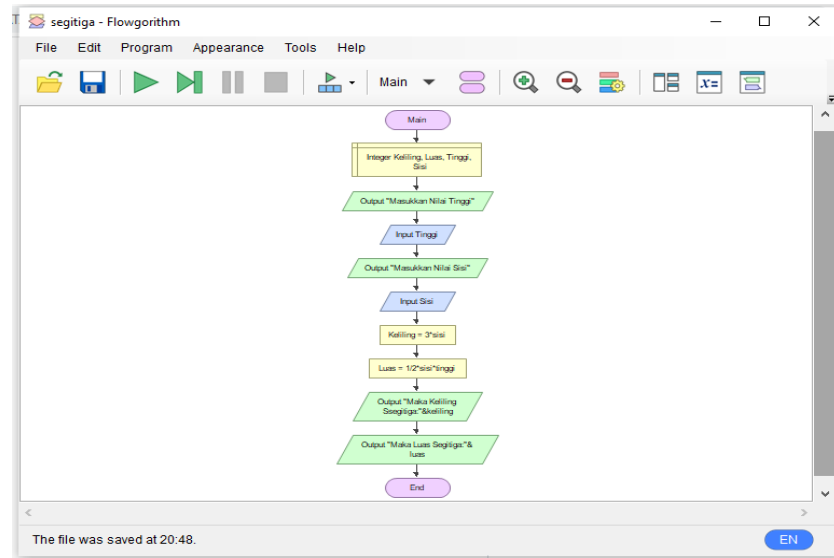 segitiga - Flowgorithm
File Edit Program Appearance Tools Help
Main
Main
Integer Keliling, Luas, Tinggi,
Sisi
Output "Masukkan Nilai Tinggi"
Input Tinggi
Output "Masukkan Nilai Sisi"
Input Sisi
Keliling = 3*sisi
Luas = 1/2*sisi*tinggi
Output "Maka Keliling
Ssegitiga:"&keliling
Output "Maka Luas Segitiga:"&
luas
End
The file was saved at 20:48.
EN